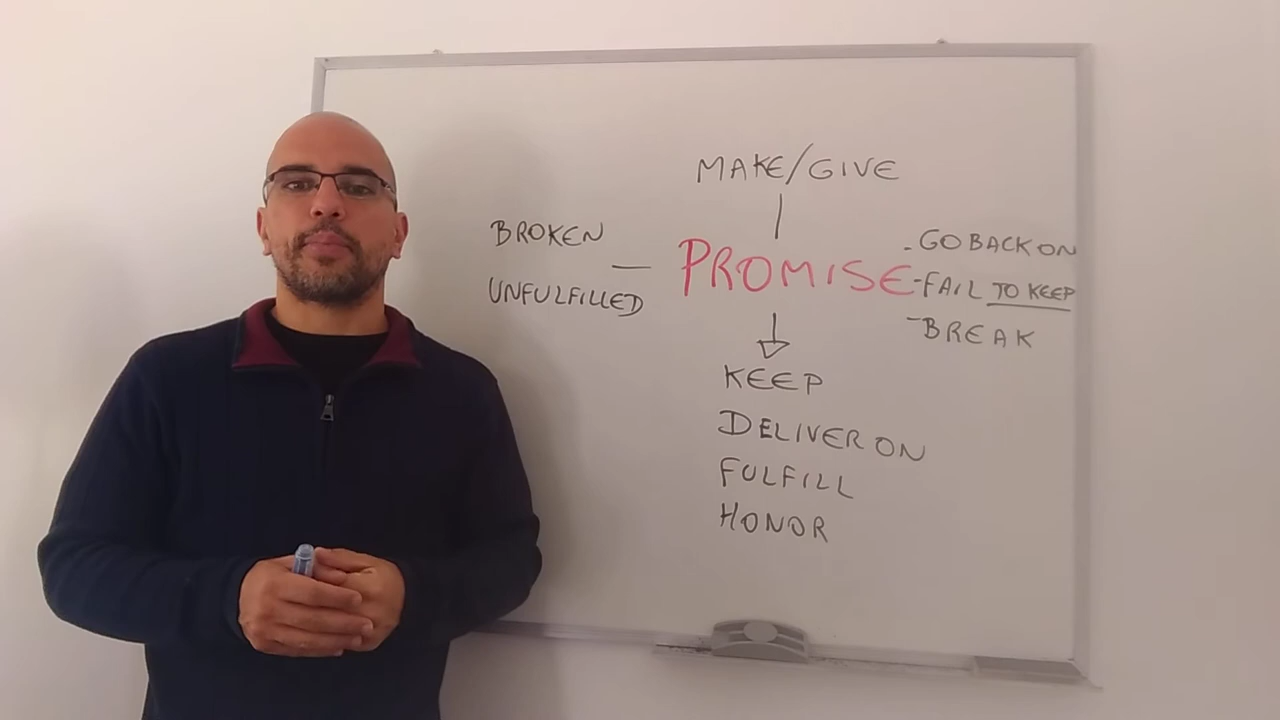 MAKE/GIVE
BROKEN
UNFULFILLED
PROMISE
- GO BACK ON
- FAIL TO KEEP
- BREAK
KEEP
DELIVER ON
FULFILL
HONOR